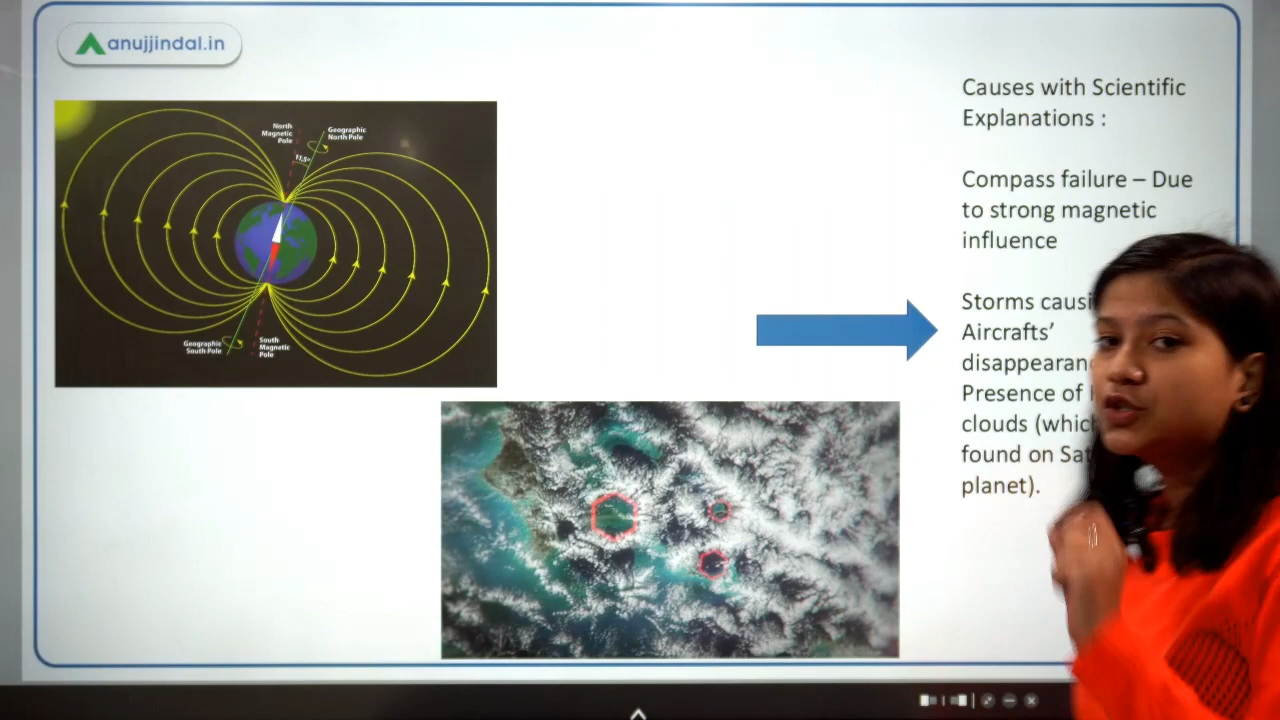 anujjindal.in
North
Magnetic
Pole
Geographic
North Pole
11,5°
Geographic
South Pole
South
Magnetic
Pole
Causes with Scientific
Explanations :
Compass failure – Due
to strong magnetic
influence
Storms causi
Aircrafts’
disappearan
Presence of
clouds (whic
found on Sat
planet).